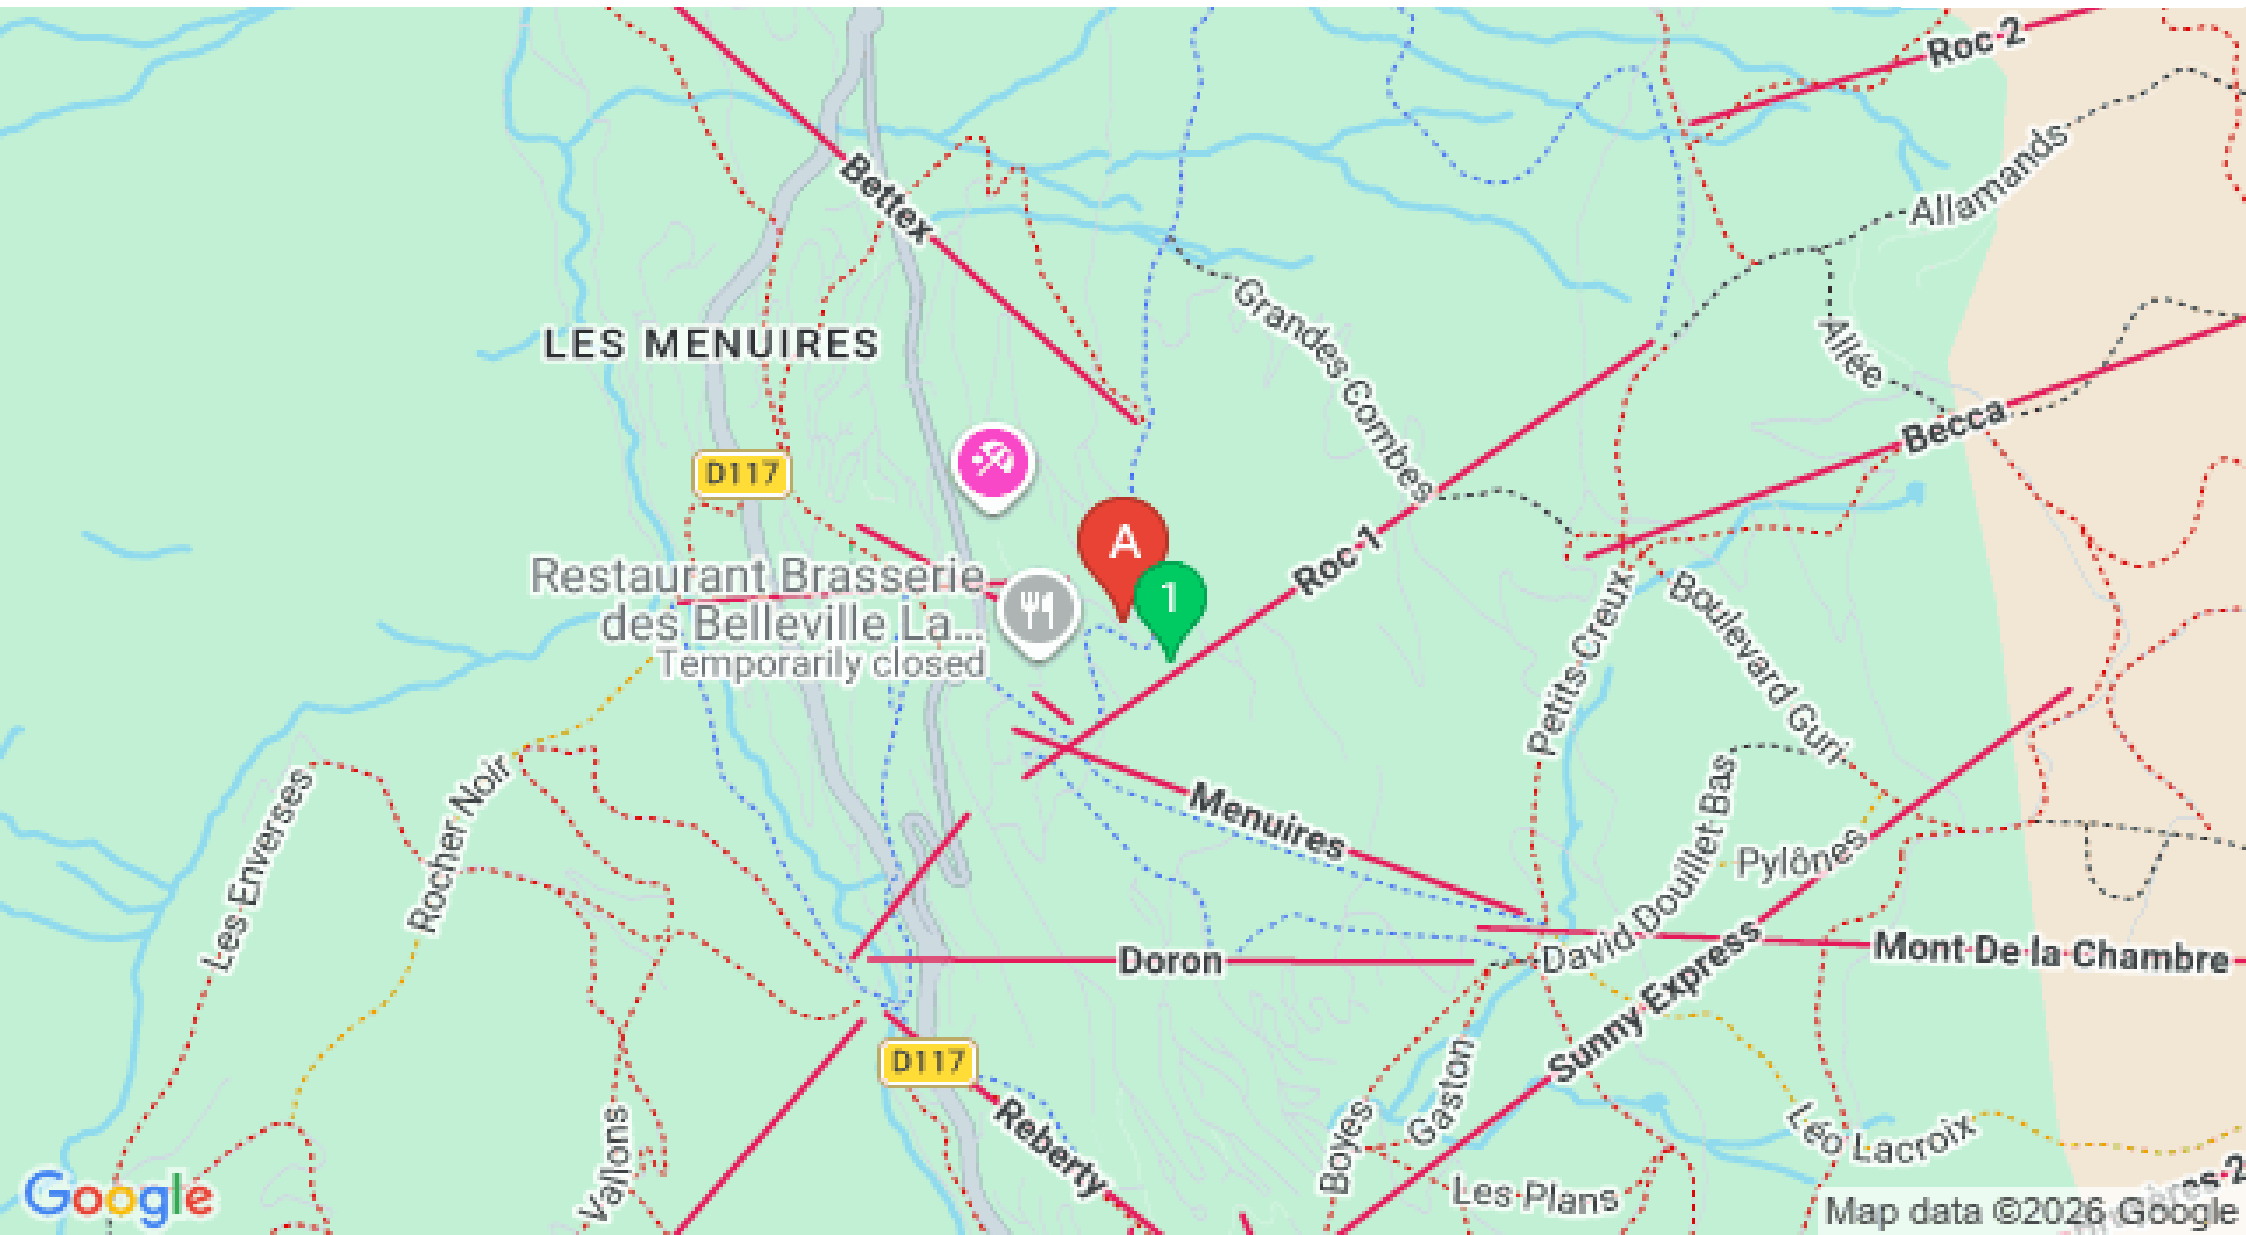 Roc 2
Allamands
Bettex
Grandes Combes
LES MENUIRES
Allée
Becca
D117
A
Roc 1
Restaurant Brasserie
des Belleville La...
Temporarily closed
1
Petits Creux
Boulevard Guri
Les Enverses
Rocher Noir
Menuires
David Douillet Bas
Pylônes
Doron
Mont De la Chambre
Sunny Express
D117
Reberty
Vallons
Boyes
Gaston
Léo Lacroix
Les Plans
Google
Map data ©2026 Google